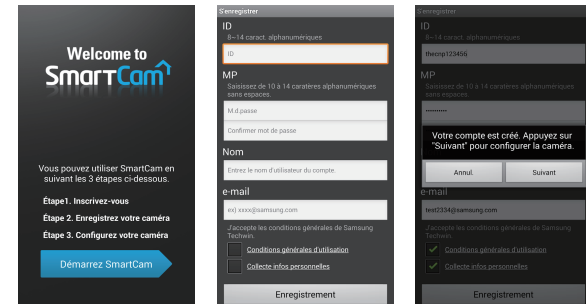 Welcome to
SmartCam
Vous pouvez utiliser SmartCam en
suivant les 3 étapes ci-dessous.
Étape1. Inscrivez-vous
Étape 2. Enregistrez votre caméra
Étape 3. Configurez votre caméra
Démarrez SmartCam
S'enregistrer
ID
8~14 caract. alphanumériques
ID
MP
Saisissez de 10 à 14 caratères alphanumériques
sans espaces.
M.d.passe
Confirmer mot de passe
Nom
Entrez le nom d'utilisateur du compte.
e-mail
ex) xxxx@samsung.com
J'accepte les conditions générales de Samsung
Techwin.
Conditions générales d'utilisation
Collecte infos personnelles
Enregistrement
S'enregistrer
ID
8~14 caract. alphanumériques
thecnp123456
MP
Saisissez de 10 à 14 caratères alphanumériques
sans espaces.
••••••••••
Votre compte est créé. Appuyez sur
"Suivant" pour configurer la caméra.
Annul.
Suivant
e-mail
test2334@samsung.com
J'accepte les conditions générales de Samsung
Techwin.
Conditions générales d'utilisation
Collecte infos personnelles
Enregistrement